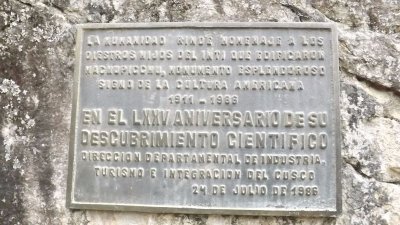 LA HUMANIDAD RINDE HOMENAJE A LOS
DIESTROS HIJOS DEL INTI QUE EDIFICARON
MACHUPICCHU, MONUMENTO ESPLENDOROSO
SIGNO DE LA CULTURA AMERICANA
1911 - 1986
EN EL LXXV ANIVERSARIO DE SU
DESCUBRIMIENTO CIENTIFICO
DIRECCION DEPARTAMENTAL DE INDUSTRIA,
TURISMO E INTEGRACION DEL CUSCO
24 DE JULIO DE 1986